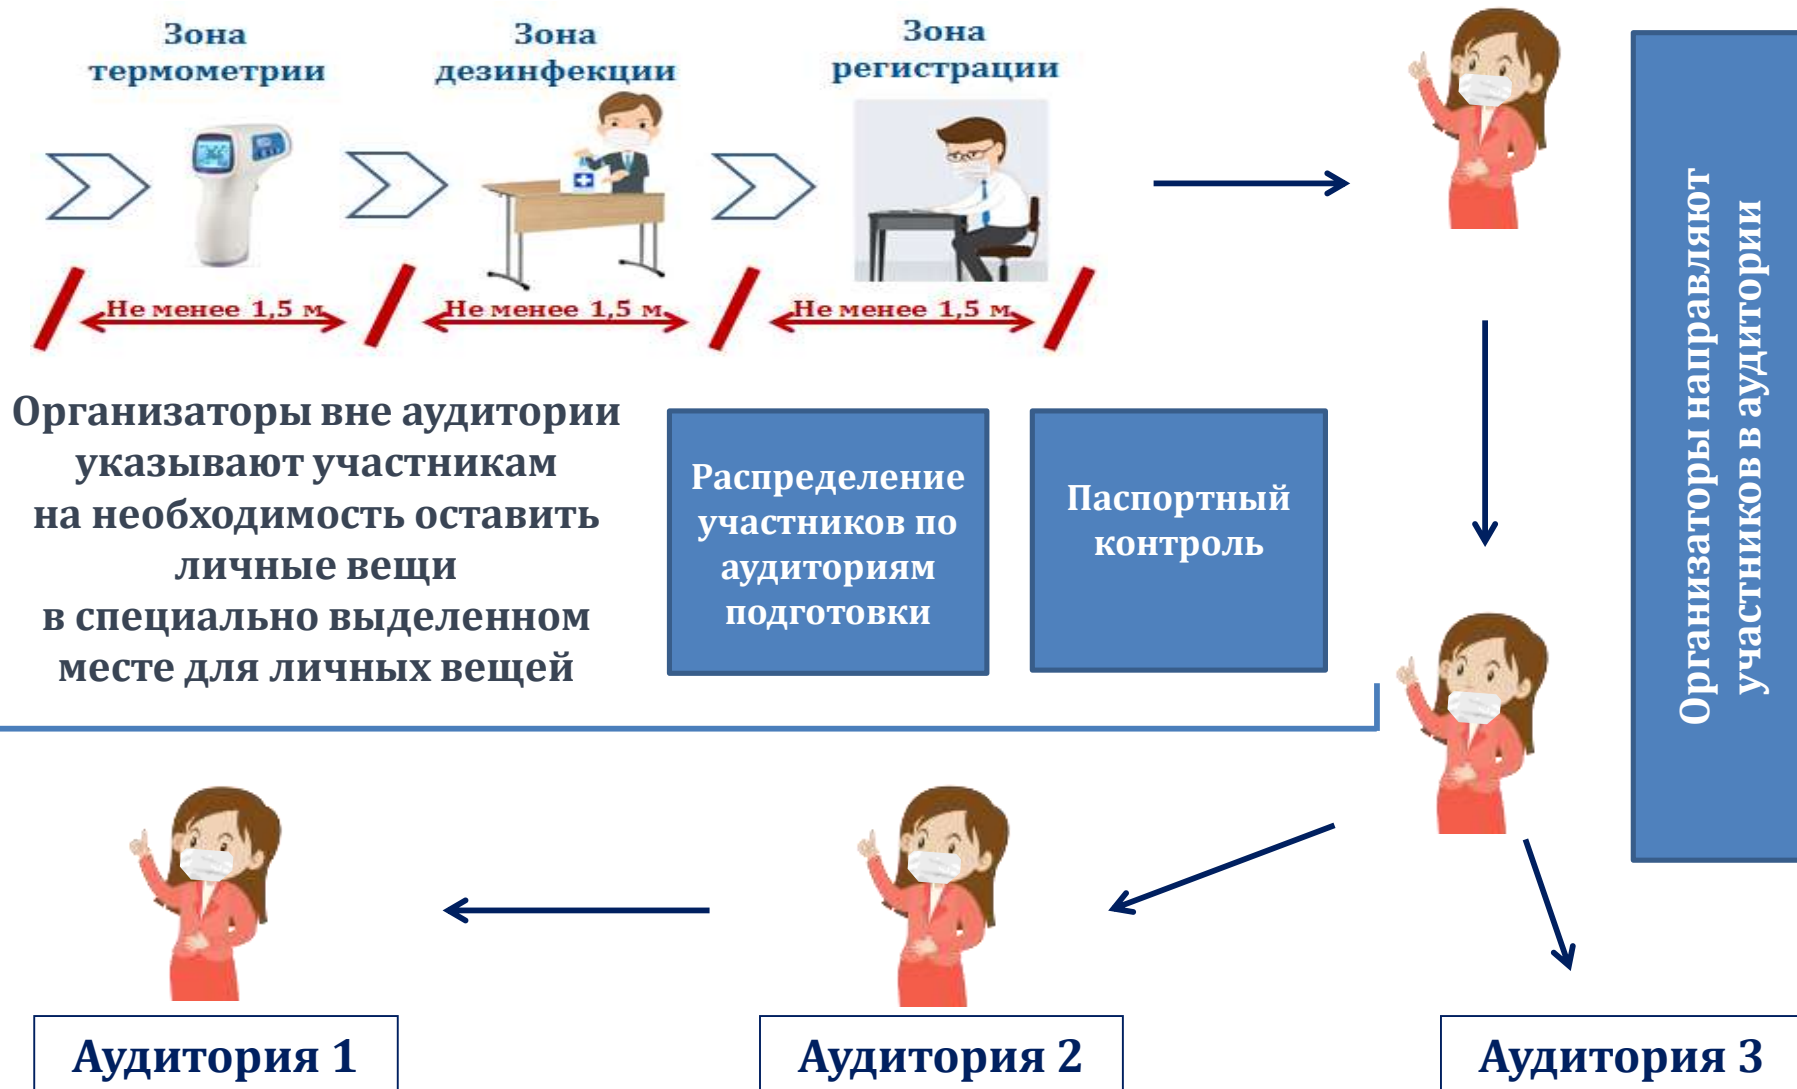 Зона
термометрии
Зона
дезинфекции
Зона
регистрации
Не менее 1,5 м
Не менее 1,5 м
Не менее 1,5 м
Организаторы вне аудитории
указывают участникам
на необходимость оставить
личные вещи
в специально выделенном
месте для личных вещей
Распределение
участников по
аудиториям
подготовки
Паспортный
контроль
Организаторы направляют
участников в аудитории
Аудитория 1
Аудитория 2
Аудитория 3